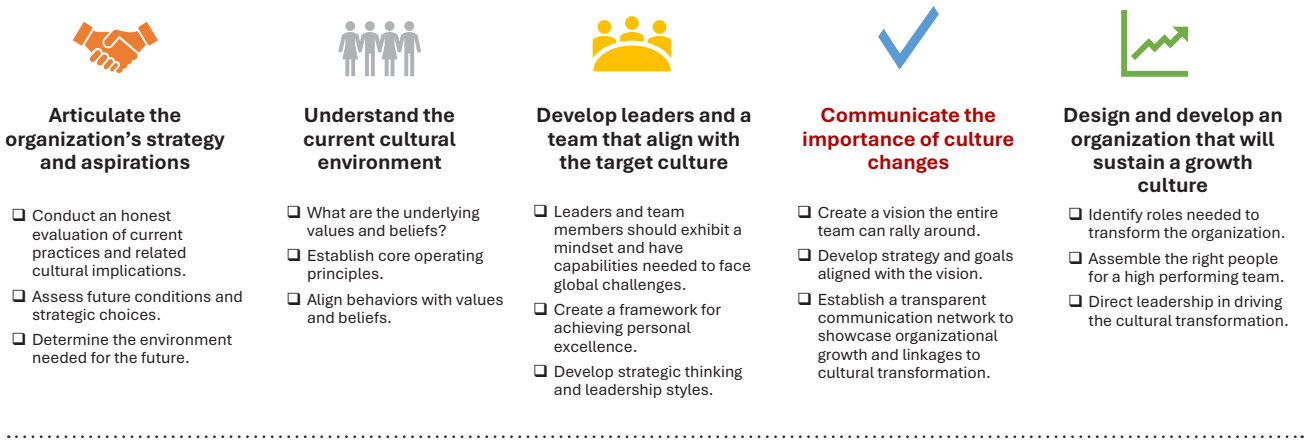 Articulate the
organization's strategy
and aspirations
❑ Conduct an honest
evaluation of current
practices and related
cultural implications.
❑ Assess future conditions and
strategic choices.
❑ Determine the environment
needed for the future.
Understand the
current cultural
environment
❑ What are the underlying
values and beliefs?
❑ Establish core operating
principles.
❑ Align behaviors with values
and beliefs.
Develop leaders and a
team that align with
the target culture
❑ Leaders and team
members should exhibit a
mindset and have
capabilities needed to face
global challenges.
❑ Create a framework for
achieving personal
excellence.
❑ Develop strategic thinking
and leadership styles.
Communicate the
importance of culture
changes
❑ Create a vision the entire
team can rally around.
❑ Develop strategy and goals
aligned with the vision.
❑ Establish a transparent
communication network to
showcase organizational
growth and linkages to
cultural transformation.
Design and develop an
organization that will
sustain a growth
culture
❑ Identify roles needed to
transform the organization.
❑ Assemble the right people
for a high performing team.
❑ Direct leadership in driving
the cultural transformation.